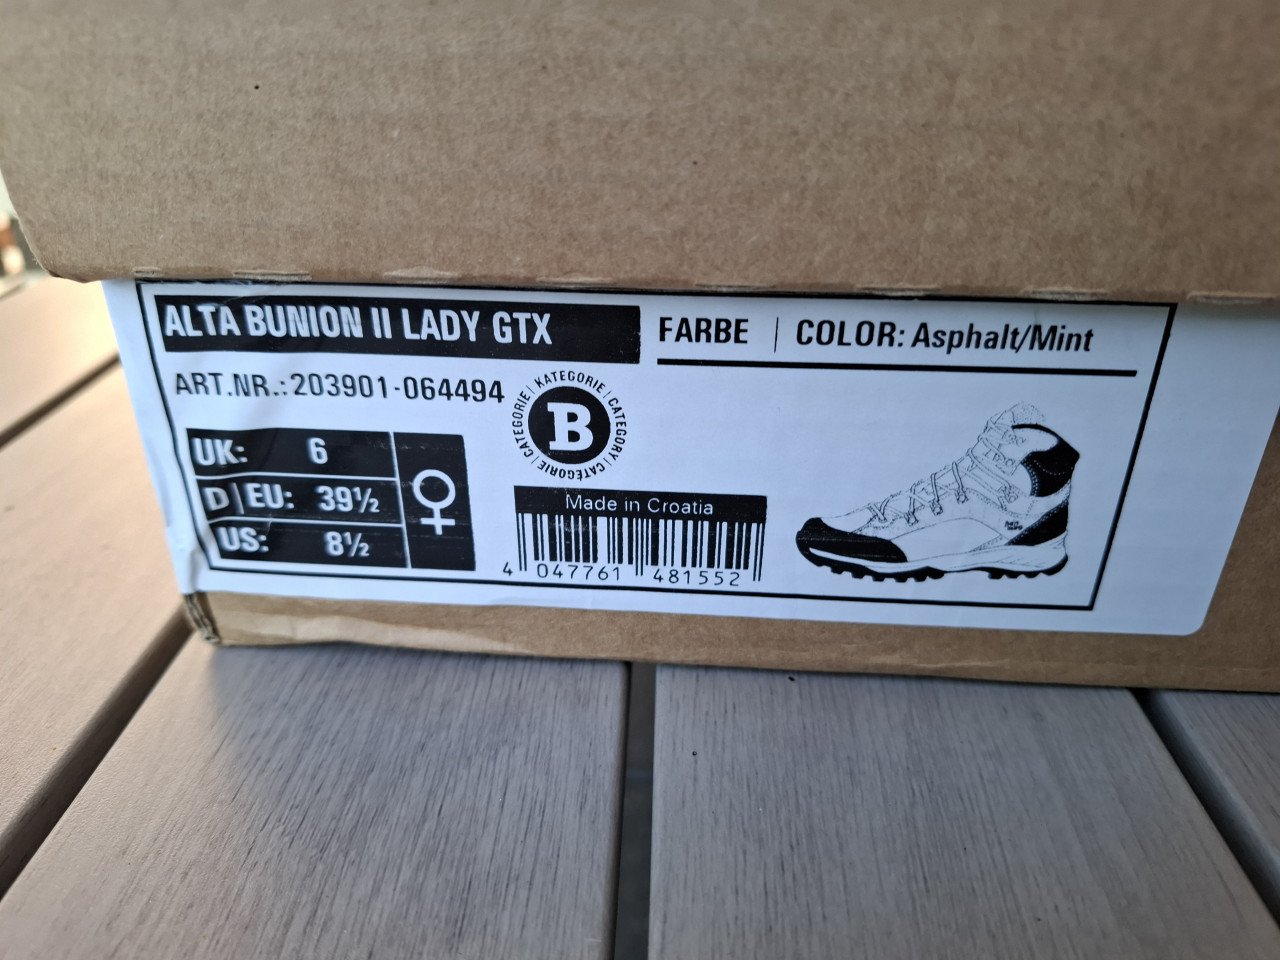 ALTA BUNION II LADY GTX
FARBE | COLOR: Asphalt/Mint
ART.NR.: 203901-064494
KATEGORIE | CATEGORY | CATÉGORIE | CATEGORIE |
B
UK: 6
D | EU: 39½
US: 8½
Made in Croatia
4 047761 481552